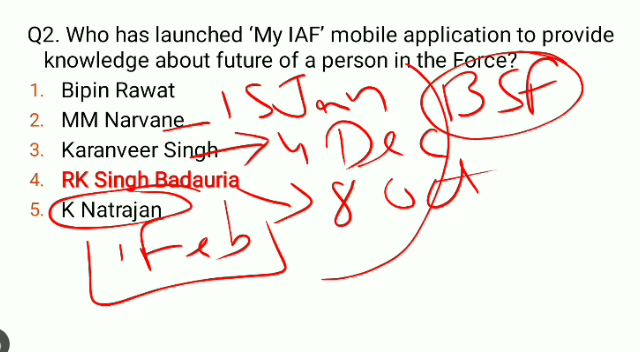 Q2. Who has launched ‘My IAF’ mobile application to provide
knowledge about future of a person in the Force?
1. Bipin Rawat
2. MM Narvane 15 Jan BSF
3. Karanveer Singh 4 Dec
4. RK Singh Badauria 8 Oct
5. K Natrajan
1 Feb